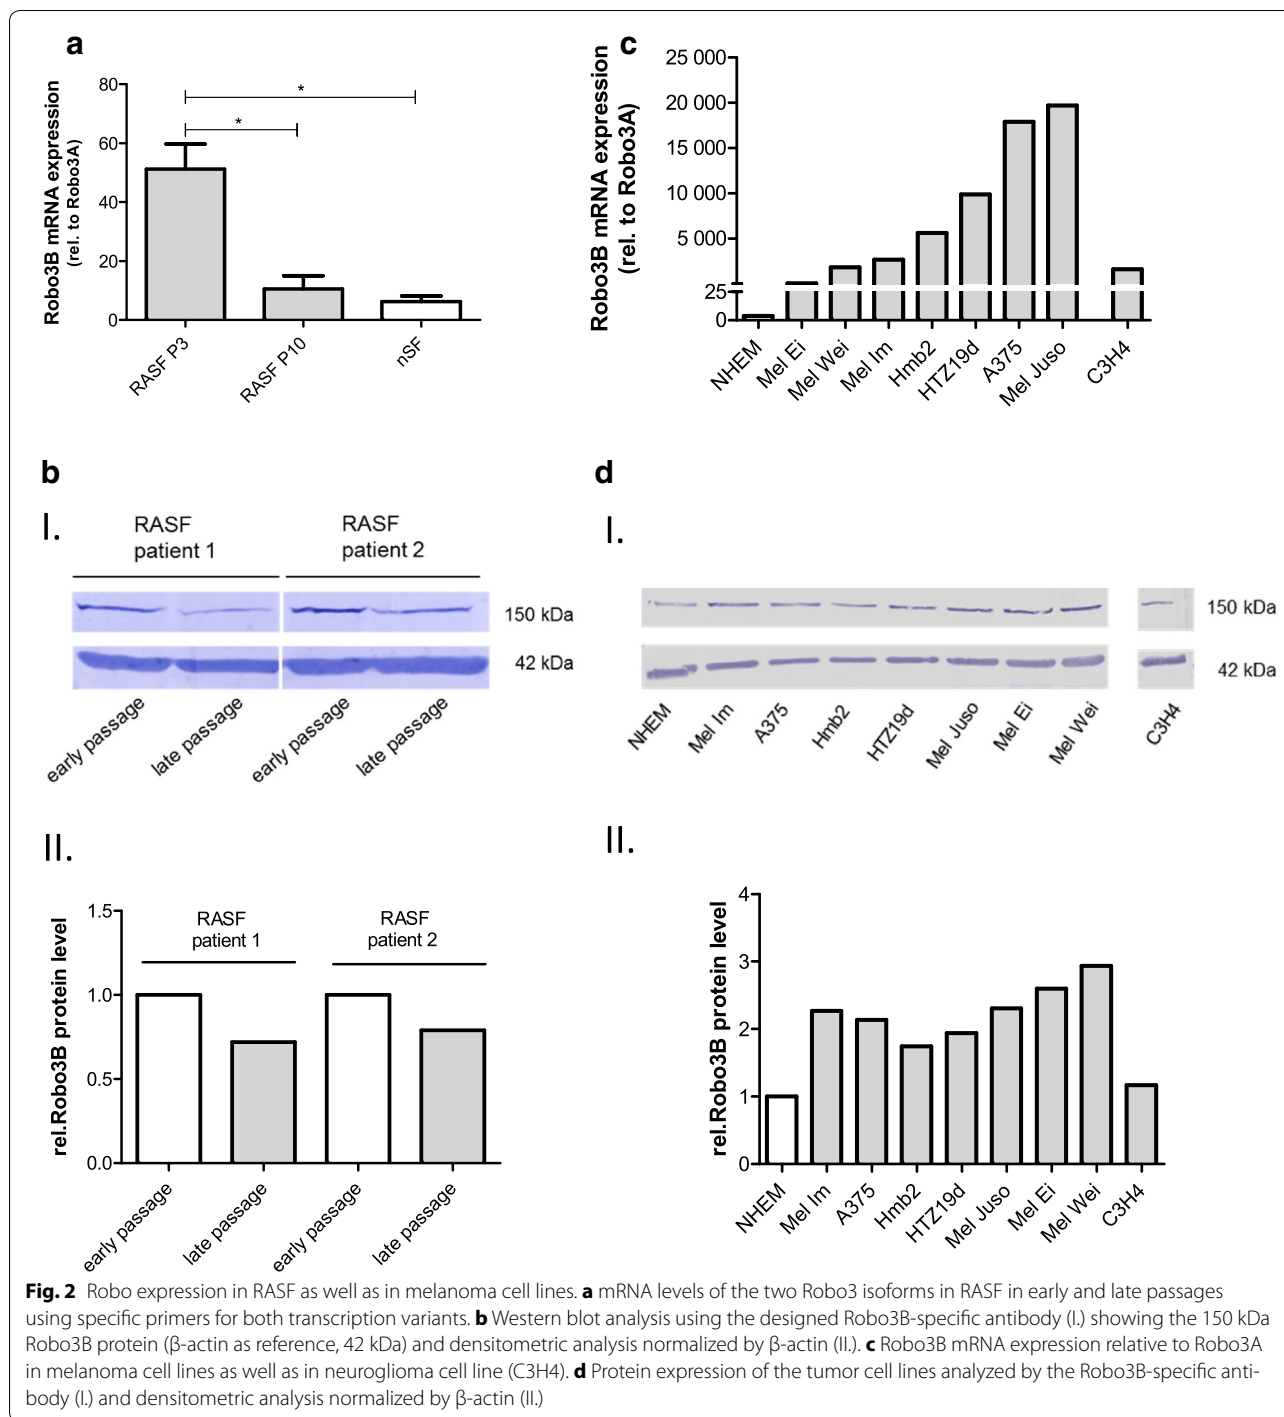 a
Robo3B mRNA expression
(rel. to Robo3A)
80
60
40
20
0
*
*
RASF P3
RASF P10
nSF
c
Robo3B mRNA expression
(rel. to Robo3A)
25 000
20 000
15 000
10 000
5 000
25
0
NHEM
Mel Ei
Mel Wei
Mel Im
Hmb2
HTZ19d
A375
Mel Juso
C3H4
b
I.
RASF
patient 1
RASF
patient 2
150 kDa
42 kDa
early passage
late passage
early passage
late passage
II.
rel.Robo3B protein level
1.5
1.0
0.5
0.0
RASF
patient 1
RASF
patient 2
early passage
late passage
early passage
late passage
d
I.
150 kDa
42 kDa
NHEM
Mel Im
A375
Hmb2
HTZ19d
Mel Juso
Mel Ei
Mel Wei
C3H4
II.
rel.Robo3B protein level
4
3
2
1
0
NHEM
Mel Im
A375
Hmb2
HTZ19d
Mel Juso
Mel Ei
Mel Wei
C3H4
Fig. 2 Robo expression in RASF as well as in melanoma cell lines. a mRNA levels of the two Robo3 isoforms in RASF in early and late passages
using specific primers for both transcription variants. b Western blot analysis using the designed Robo3B-specific antibody (I.) showing the 150 kDa
Robo3B protein (β-actin as reference, 42 kDa) and densitometric analysis normalized by β-actin (II.). c Robo3B mRNA expression relative to Robo3A
in melanoma cell lines as well as in neuroglioma cell line (C3H4). d Protein expression of the tumor cell lines analyzed by the Robo3B-specific anti-
body (I.) and densitometric analysis normalized by β-actin (II.)